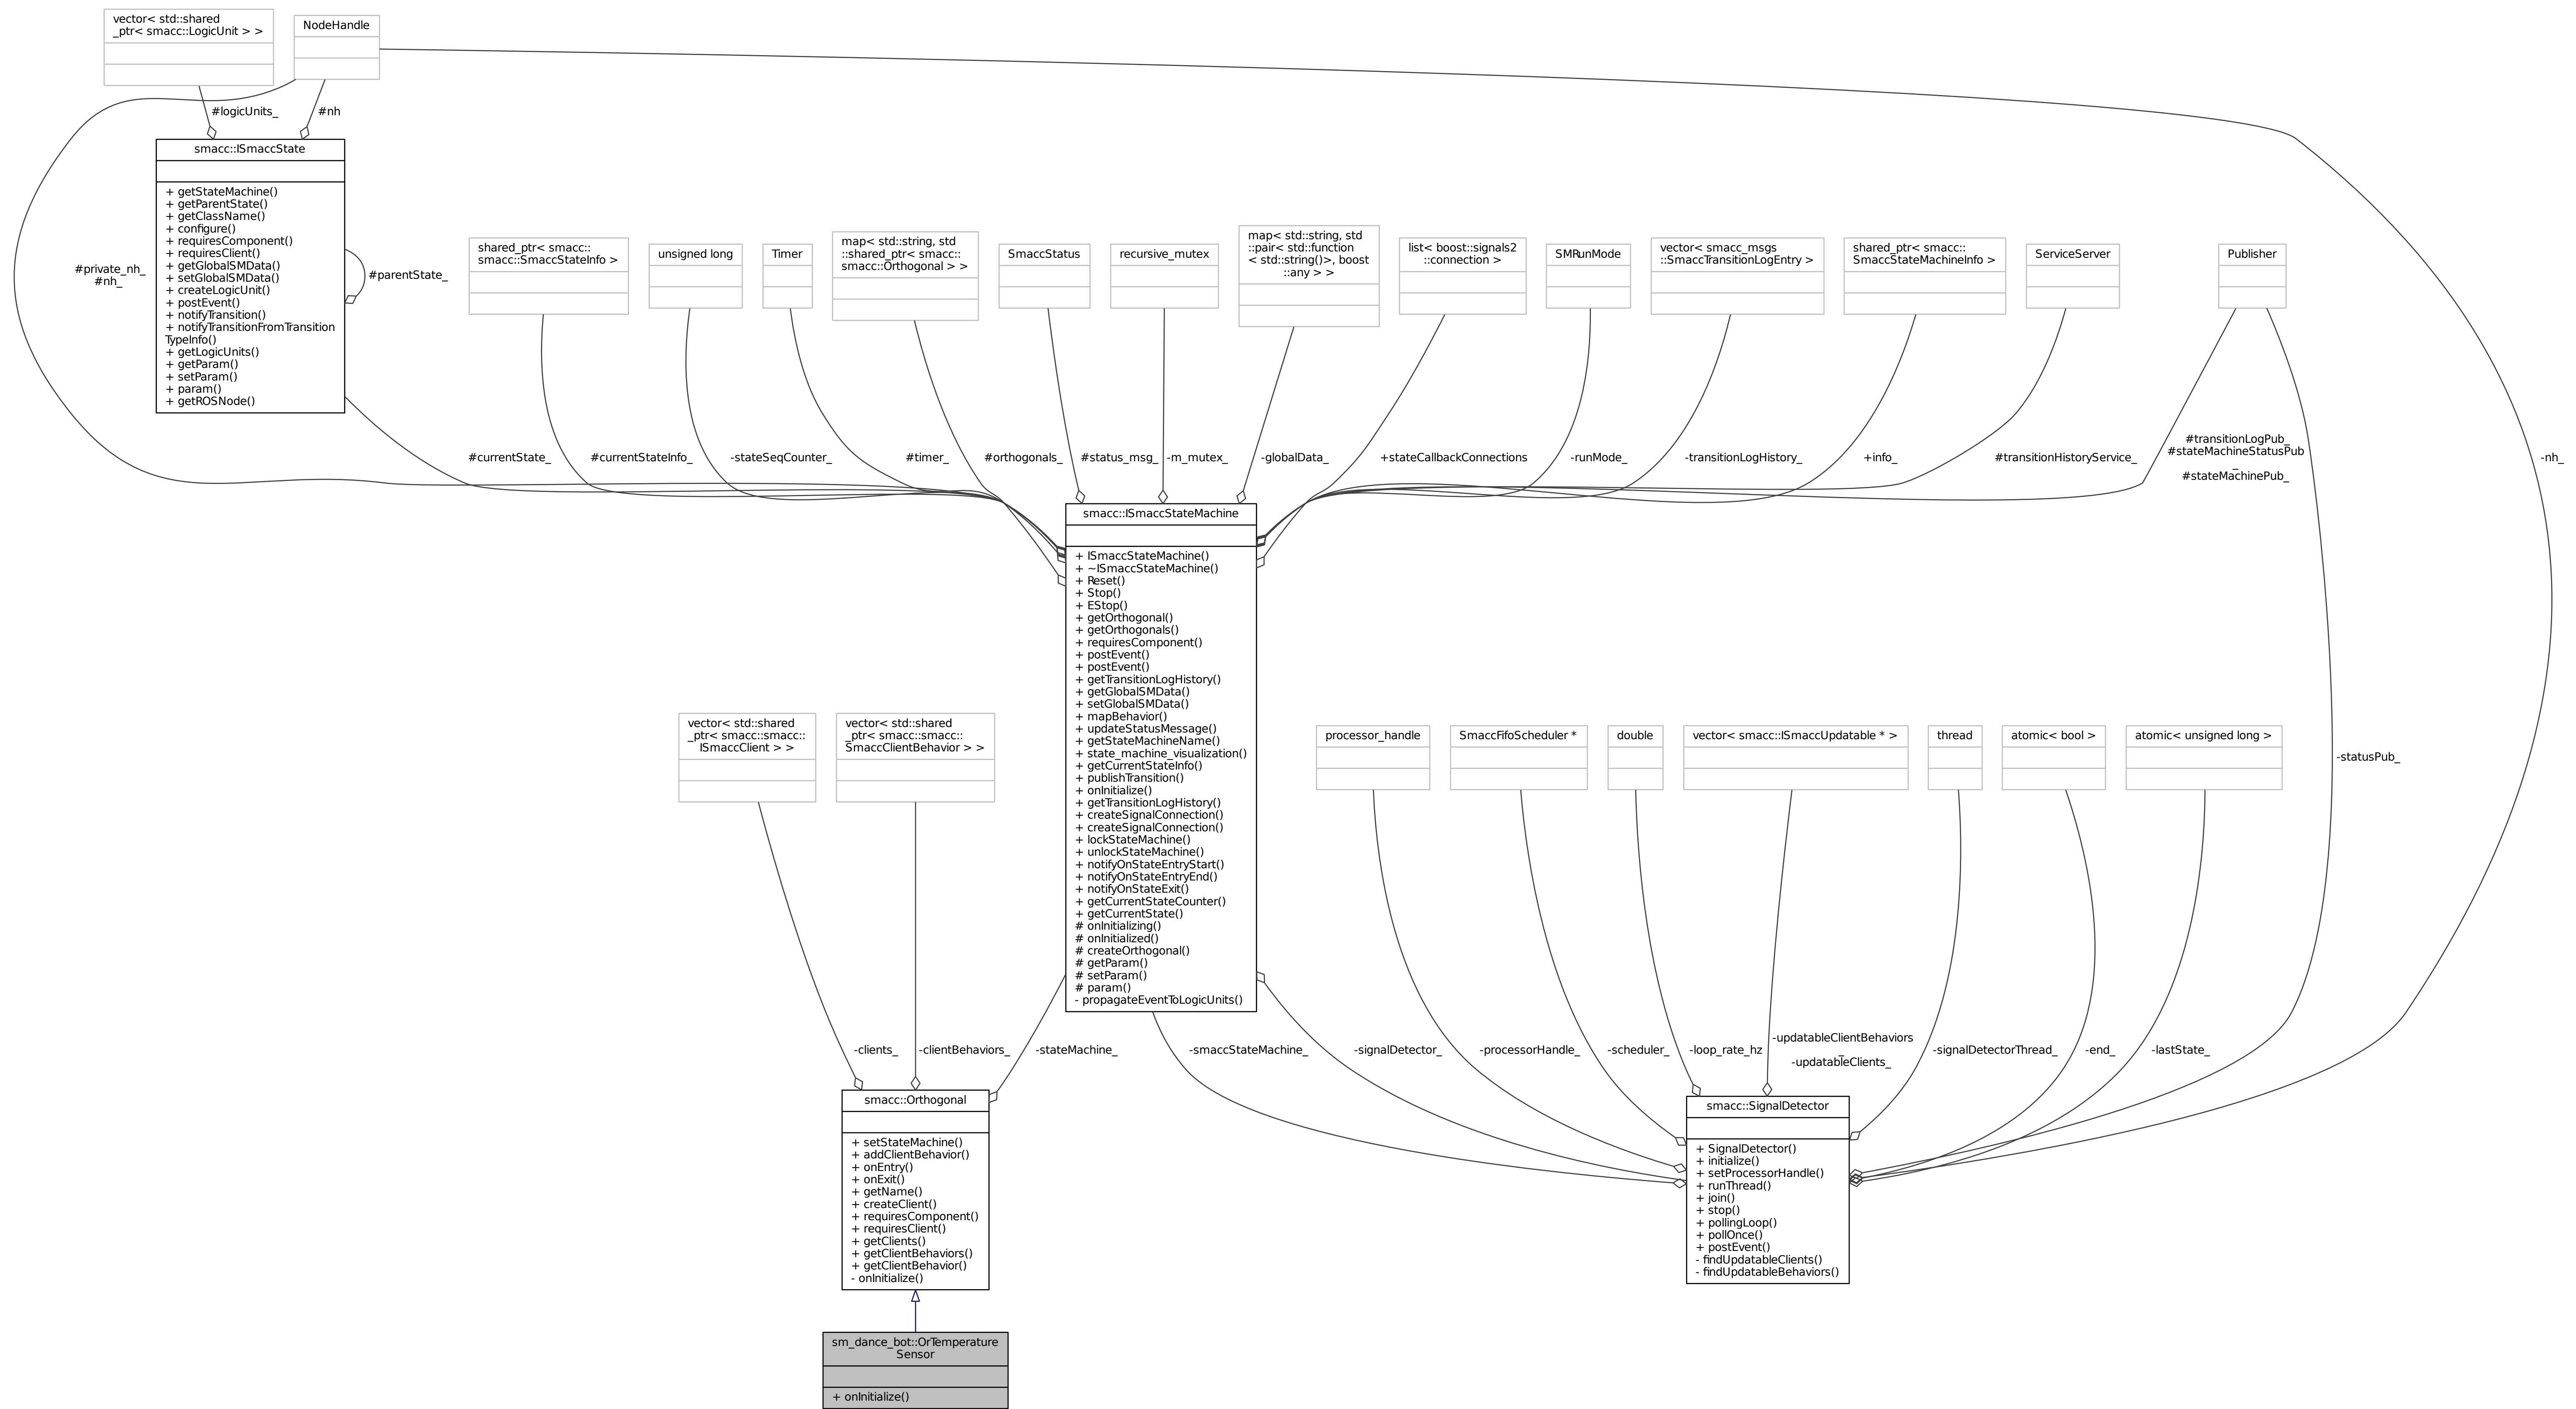 vector< std::shared
_ptr< smacc::LogicUnit > >
NodeHandle
#logicUnits_
#nh
smacc::ISmaccState
+ getStateMachine()
+ getParentState()
+ getClassName()
+ configure()
+ requiresComponent()
+ requiresClient()
+ getGlobalSMData()
+ setGlobalSMData()
+ createLogicUnit()
+ postEvent()
+ notifyTransition()
+ notifyTransitionFromTransition
TypeInfo()
+ getLogicUnits()
+ getParam()
+ setParam()
+ param()
+ getROSNode()
#private_nh_
#nh_
#parentState_
shared_ptr< smacc::
smacc::SmaccStateInfo >
unsigned long
Timer
map< std::string, std
::shared_ptr< smacc::
smacc::Orthogonal > >
SmaccStatus
recursive_mutex
map< std::string, std
::pair< std::function
< std::string()>, boost
::any > >
list< boost::signals2
::connection >
SMRunMode
vector< smacc_msgs
::SmaccTransitionLogEntry >
shared_ptr< smacc::
SmaccStateMachineInfo >
ServiceServer
Publisher
#currentState_
#currentStateInfo_
-stateSeqCounter_
#timer_
#orthogonals_
#status_msg_
-m_mutex_
-globalData_
+stateCallbackConnections
-runMode_
-transitionLogHistory_
+info_
#transitionHistoryService_
#transitionLogPub_
#stateMachineStatusPub
_
#stateMachinePub_
-nh_
smacc::ISmaccStateMachine
+ ISmaccStateMachine()
+ ~ISmaccStateMachine()
+ Reset()
+ Stop()
+ EStop()
+ getOrthogonal()
+ getOrthogonals()
+ requiresComponent()
+ postEvent()
+ postEvent()
+ getTransitionLogHistory()
+ getGlobalSMData()
+ setGlobalSMData()
+ mapBehavior()
+ updateStatusMessage()
+ getStateMachineName()
+ state_machine_visualization()
+ getCurrentStateInfo()
+ publishTransition()
+ onInitialize()
+ getTransitionLogHistory()
+ createSignalConnection()
+ createSignalConnection()
+ lockStateMachine()
+ unlockStateMachine()
+ notifyOnStateEntryStart()
+ notifyOnStateEntryEnd()
+ notifyOnStateExit()
+ getCurrentStateCounter()
+ getCurrentState()
# onInitializing()
# onInitialized()
# createOrthogonal()
# getParam()
# setParam()
# param()
- propagateEventToLogicUnits()
vector< std::shared
_ptr< smacc::smacc::
ISmaccClient > >
vector< std::shared
_ptr< smacc::smacc::
SmaccClientBehavior > >
processor_handle
SmaccFifoScheduler *
double
vector< smacc::ISmaccUpdatable * >
thread
atomic< bool >
atomic< unsigned long >
-statusPub_
-clients_
-clientBehaviors_
-stateMachine_
-smaccStateMachine_
-signalDetector_
-processorHandle_
-scheduler_
-loop_rate_hz
-updatableClientBehaviors
_
-updatableClients_
-signalDetectorThread_
-end_
-lastState_
smacc::Orthogonal
+ setStateMachine()
+ addClientBehavior()
+ onEntry()
+ onExit()
+ getName()
+ createClient()
+ requiresComponent()
+ requiresClient()
+ getClients()
+ getClientBehaviors()
+ getClientBehavior()
- onInitialize()
smacc::SignalDetector
+ SignalDetector()
+ initialize()
+ setProcessorHandle()
+ runThread()
+ join()
+ stop()
+ pollingLoop()
+ pollOnce()
+ postEvent()
- findUpdatableClients()
- findUpdatableBehaviors()
sm_dance_bot::OrTemperature
Sensor
+ onInitialize()